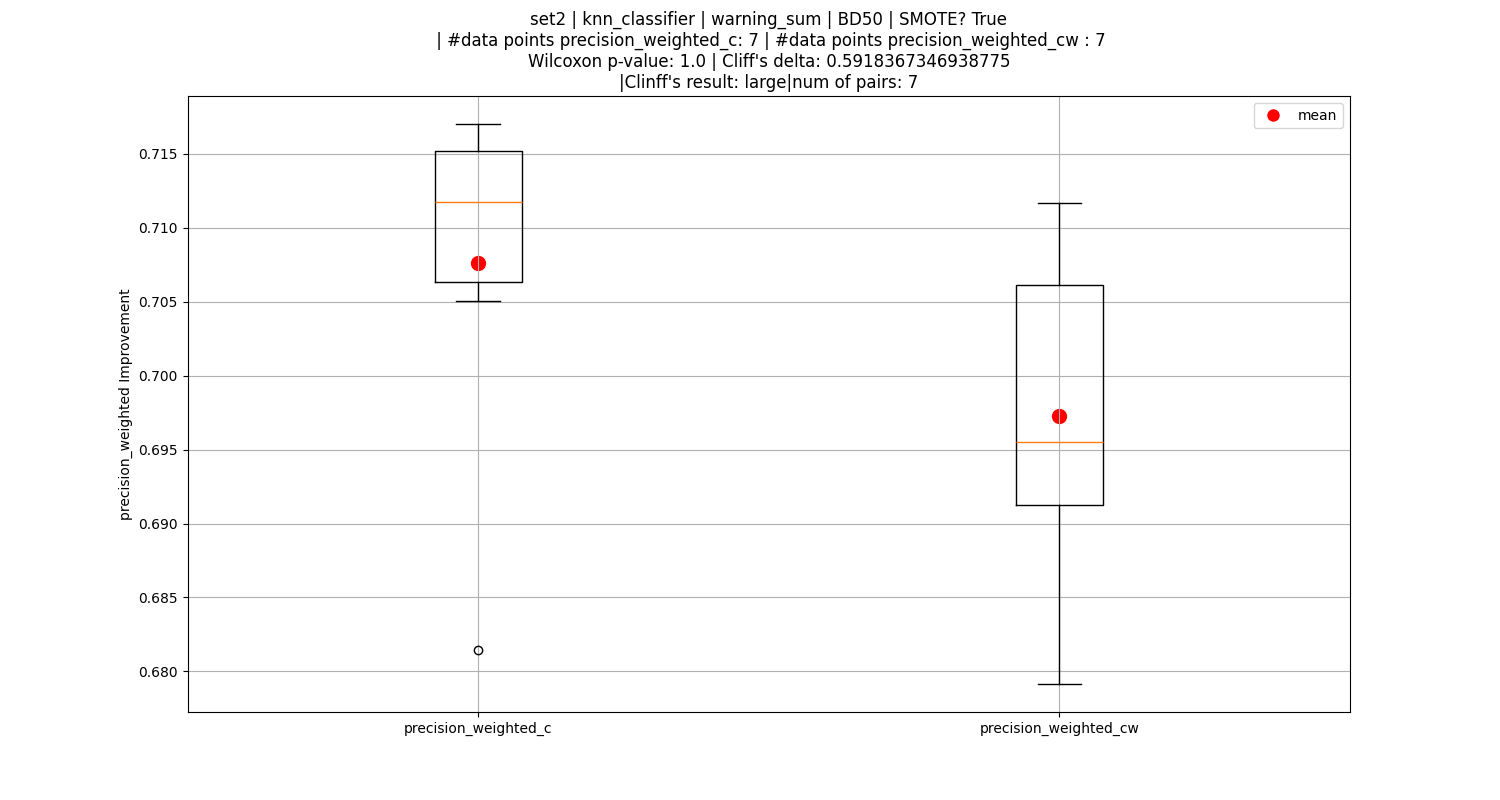 set2 | knn_classifier | warning_sum | BD50 | SMOTE? True
| #data points precision_weighted_c: 7 | #data points precision_weighted_cw : 7
Wilcoxon p-value: 1.0 | Cliff's delta: 0.5918367346938775
|Clinff's result: large|num of pairs: 7
mean
precision_weighted Improvement
0.715
0.710
0.705
0.700
0.695
0.690
0.685
0.680
precision_weighted_c
precision_weighted_cw